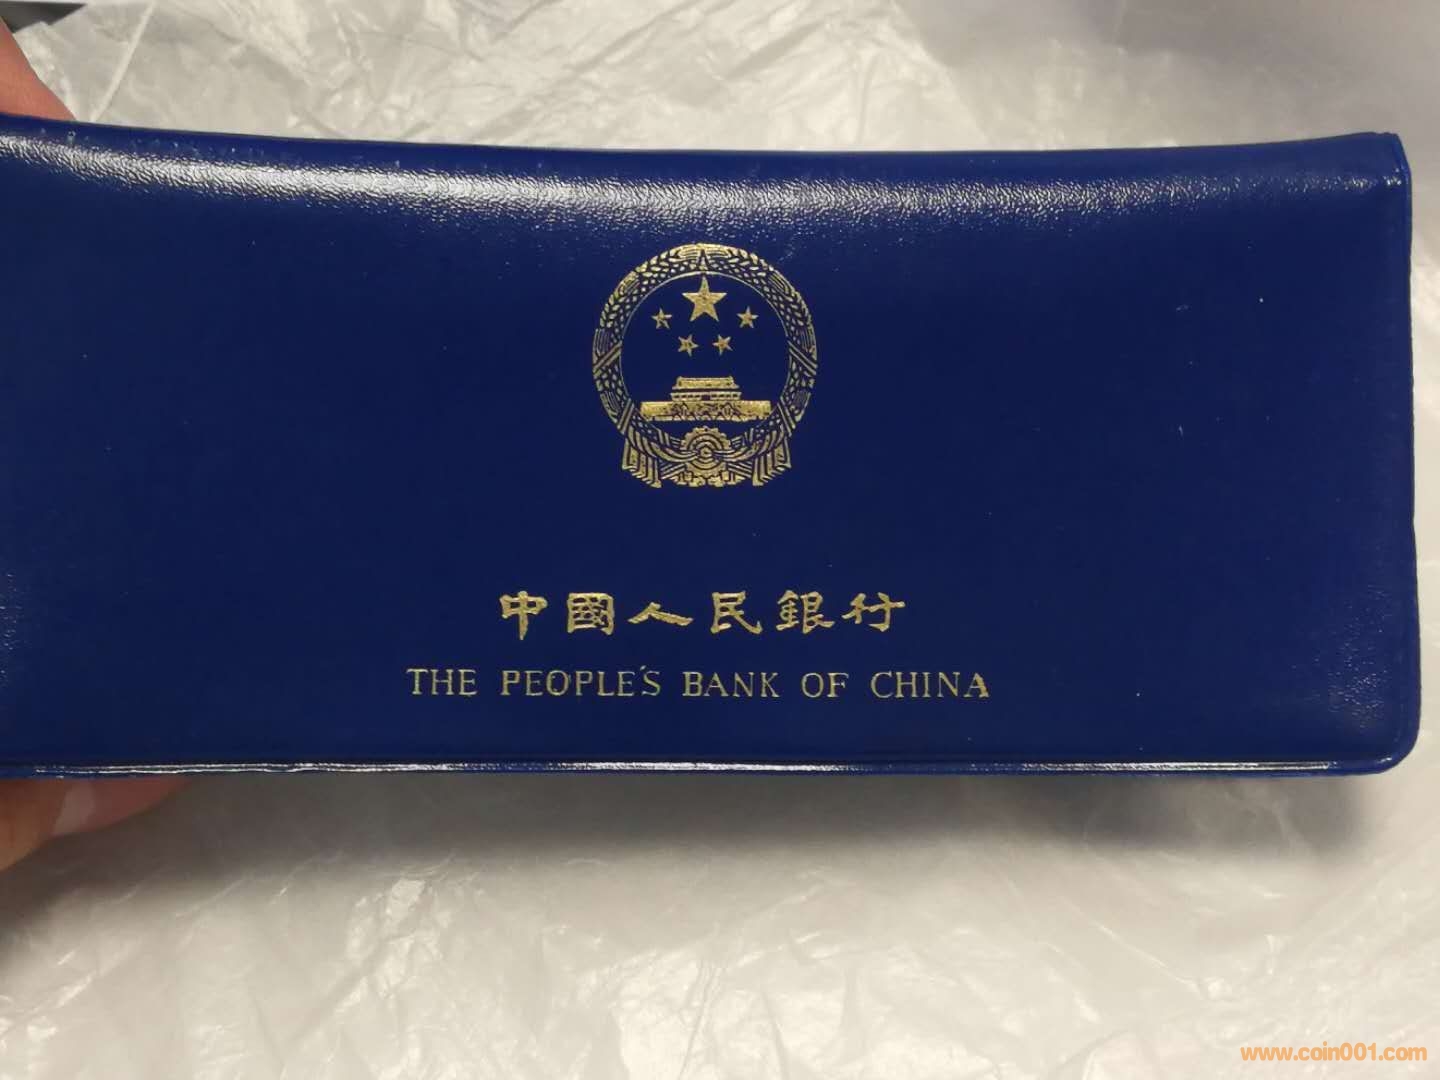 中國人民銀行
THE PEOPLE'S BANK OF CHINA
www.coin001.com